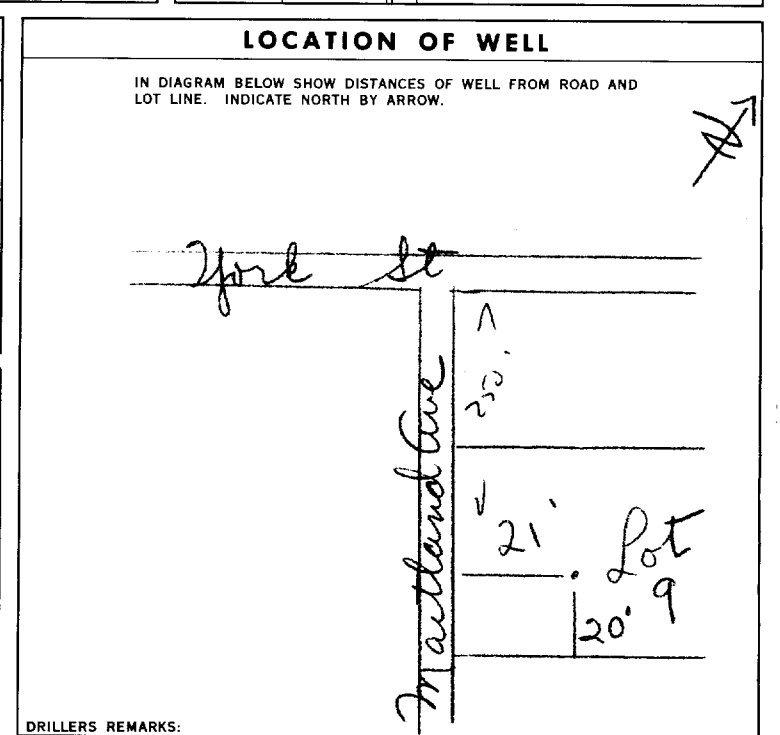 LOCATION OF WELL
IN DIAGRAM BELOW SHOW DISTANCES OF WELL FROM ROAD AND
LOT LINE. INDICATE NORTH BY ARROW.
N
York St
250'
Maitland Ave
21'
Lot
9
20'
DRILLERS REMARKS: